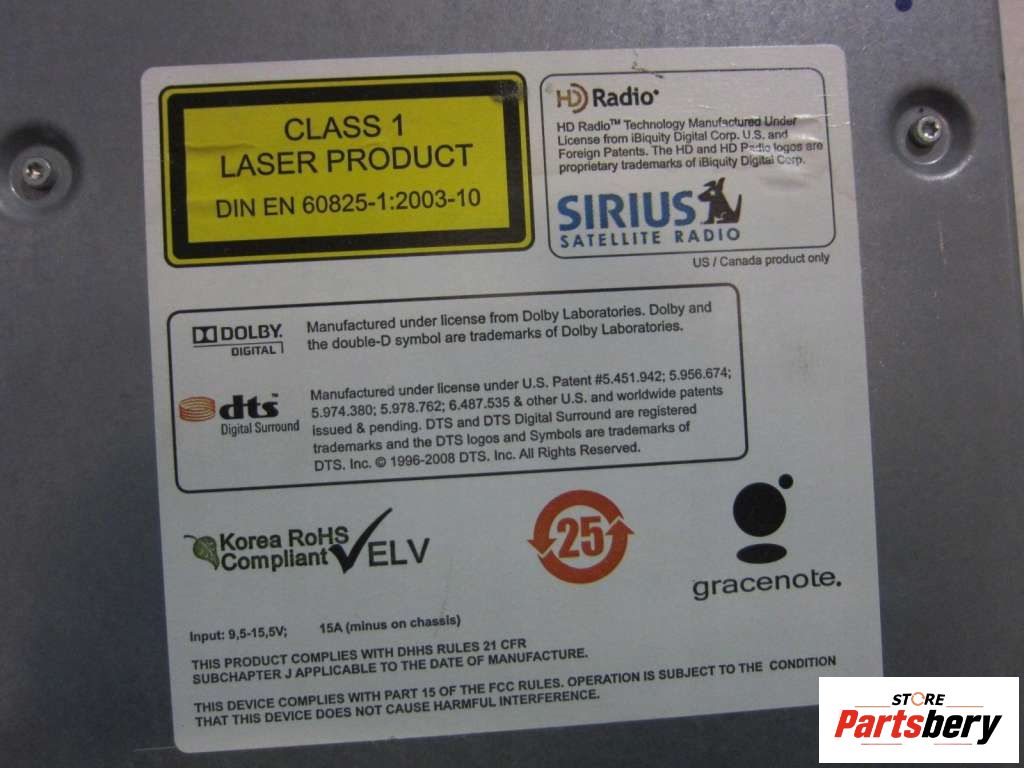 CLASS 1
LASER PRODUCT
DIN EN 60825-1:2003-10
HD Radio
HD Radio™ Technology Manufactured Under
License from iBiquity Digital Corp. U.S. and
Foreign Patents. The HD and HD Radio logos are
proprietary trademarks of iBiquity Digital Corp.
SIRIUS
SATELLITE RADIO
US / Canada product only
DOLBY.
DIGITAL
Manufactured under license from Dolby Laboratories. Dolby and
the double-D symbol are trademarks of Dolby Laboratories.
dts™
Digital Surround
Manufactured under license under U.S. Patent #5.451.942; 5.956.674;
5.974.380; 5.978.762; 6.487.535 & other U.S. and worldwide patents
issued & pending. DTS and DTS Digital Surround are registered
trademarks and the DTS logos and Symbols are trademarks of
DTS. Inc. © 1996-2008 DTS. Inc. All Rights Reserved.
Korea RoHS
Compliant
ELV
25
gracenote.
Input: 9,5-15,5V; 15A (minus on chassis)
THIS PRODUCT COMPLIES WITH DHHS RULES 21 CFR
SUBCHAPTER J APPLICABLE TO THE DATE OF MANUFACTURE.
THIS DEVICE COMPLIES WITH PART 15 OF THE FCC RULES. OPERATION IS SUBJECT TO THE CONDITION
THAT THIS DEVICE DOES NOT CAUSE HARMFUL INTERFERENCE.
STORE
Partsbery